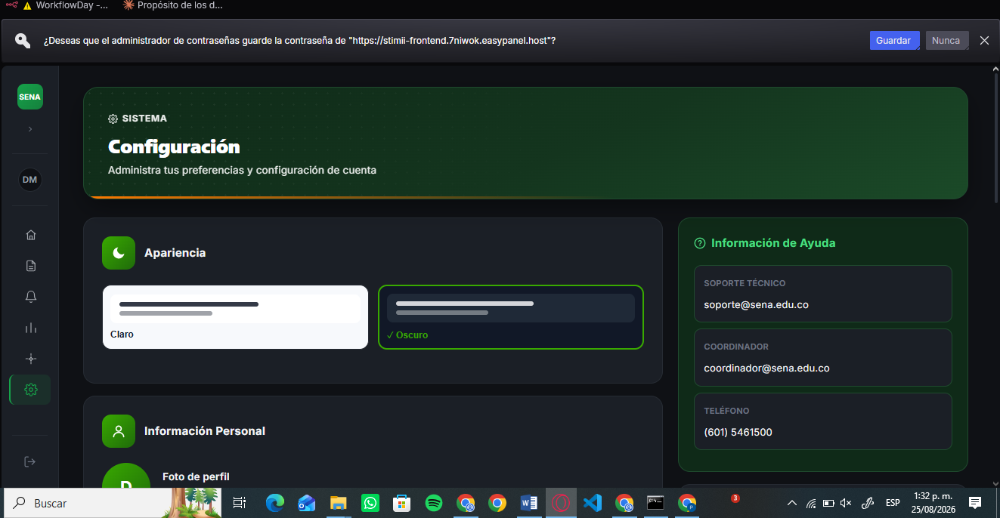 WorkflowDay -...
Propósito de los d...
¿Deseas que el administrador de contraseñas guarde la contraseña de "https://stimii-frontend.7niwok.easypanel.host"?
Guardar
Nunca
SENA
DM
SISTEMA
Configuración
Administra tus preferencias y configuración de cuenta
Apariencia
Claro
✓ Oscuro
Información Personal
D
Foto de perfil
Información de Ayuda
SOPORTE TÉCNICO
soporte@sena.edu.co
COORDINADOR
coordinador@sena.edu.co
TELÉFONO
(601) 5461500
Buscar
3
ESP
1:32 p. m.
25/08/2026